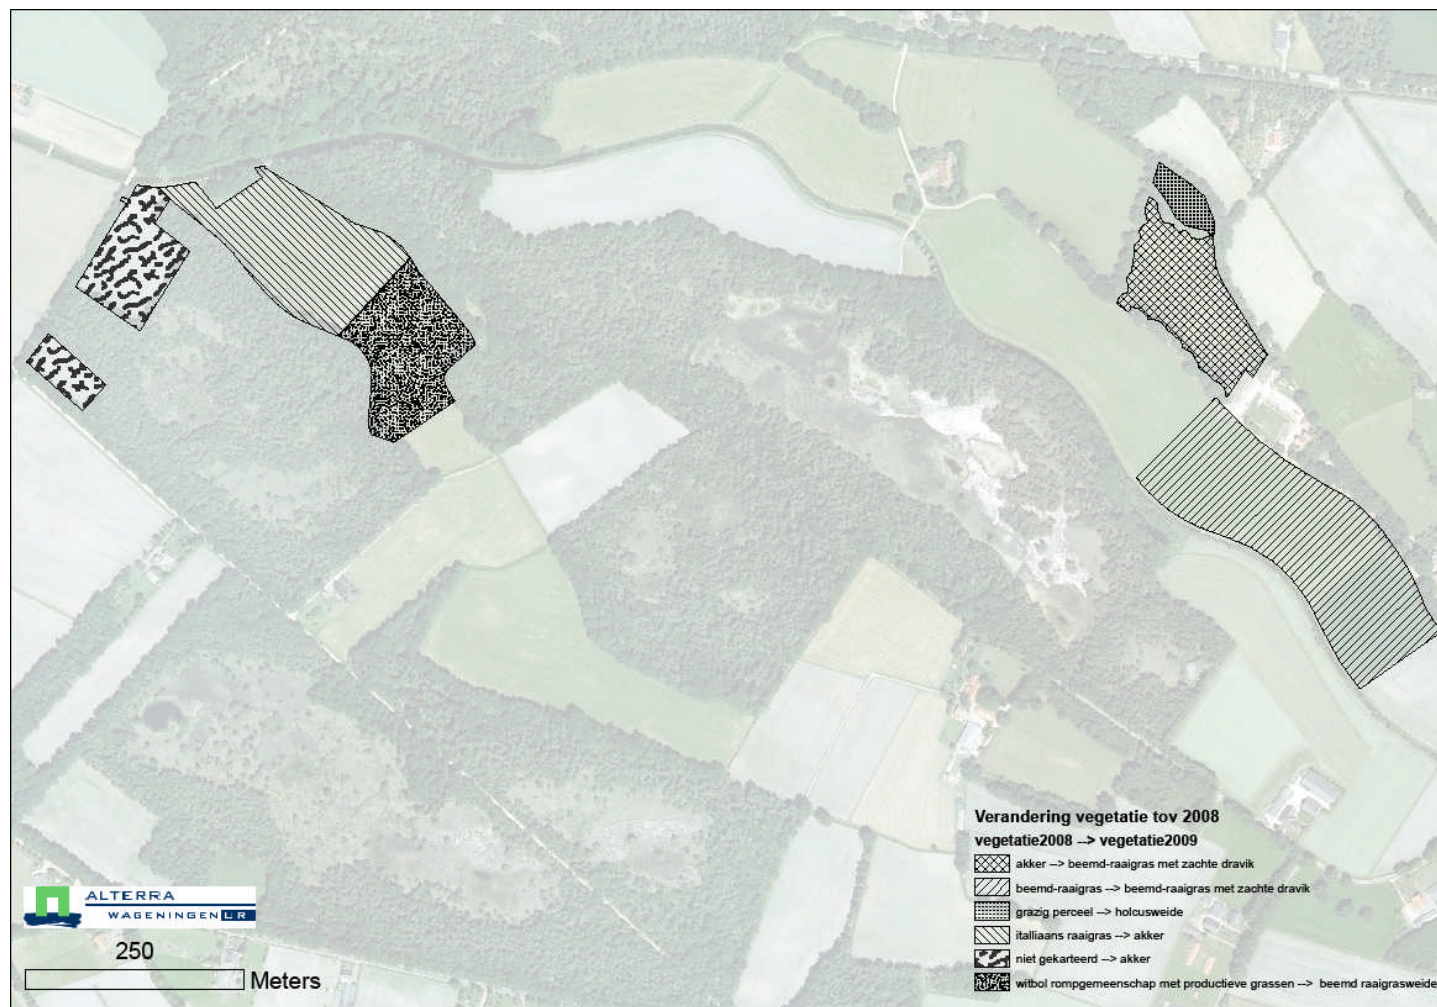 Verandering vegetatie tov 2008
vegetatie2008 --> vegetatie2009
akker --> beemd-raaigras met zachte dravik
beemd-raaigras --> beemd-raaigras met zachte dravik
grazig perceel --> holcusweide
italliaans raaigras --> akker
niet gekarteerd --> akker
witbol rompgemeenschap met productieve grassen --> beemd raaigrasweide
ALTERRA
WAGENINGEN UR
250
Meters